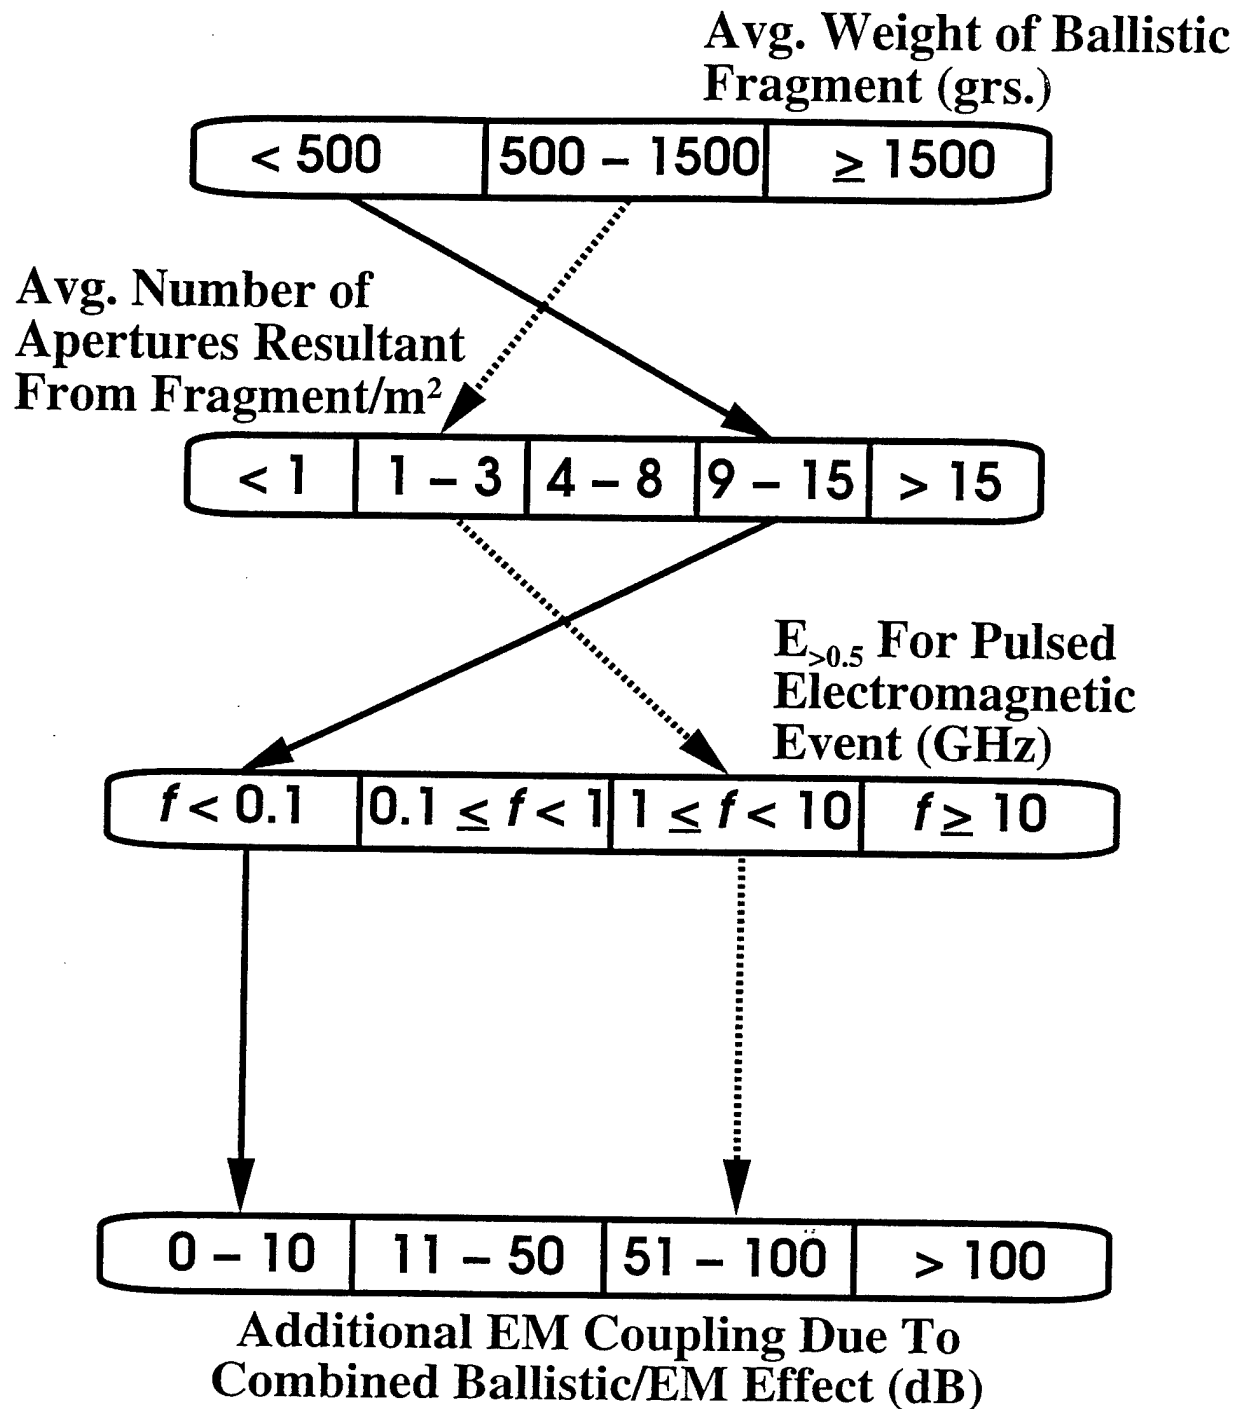 Avg. Weight of Ballistic
Fragment (grs.)
< 500 500 – 1500 ≥ 1500
Avg. Number of
Apertures Resultant
From Fragment/m²
< 1 1 – 3 4 – 8 9 – 15 > 15
E>0.5 For Pulsed
Electromagnetic
Event (GHz)
f < 0.1 0.1 ≤ f < 1 1 ≤ f < 10 f ≥ 10
0 – 10 11 – 50 51 – 100 > 100
Additional EM Coupling Due To
Combined Ballistic/EM Effect (dB)